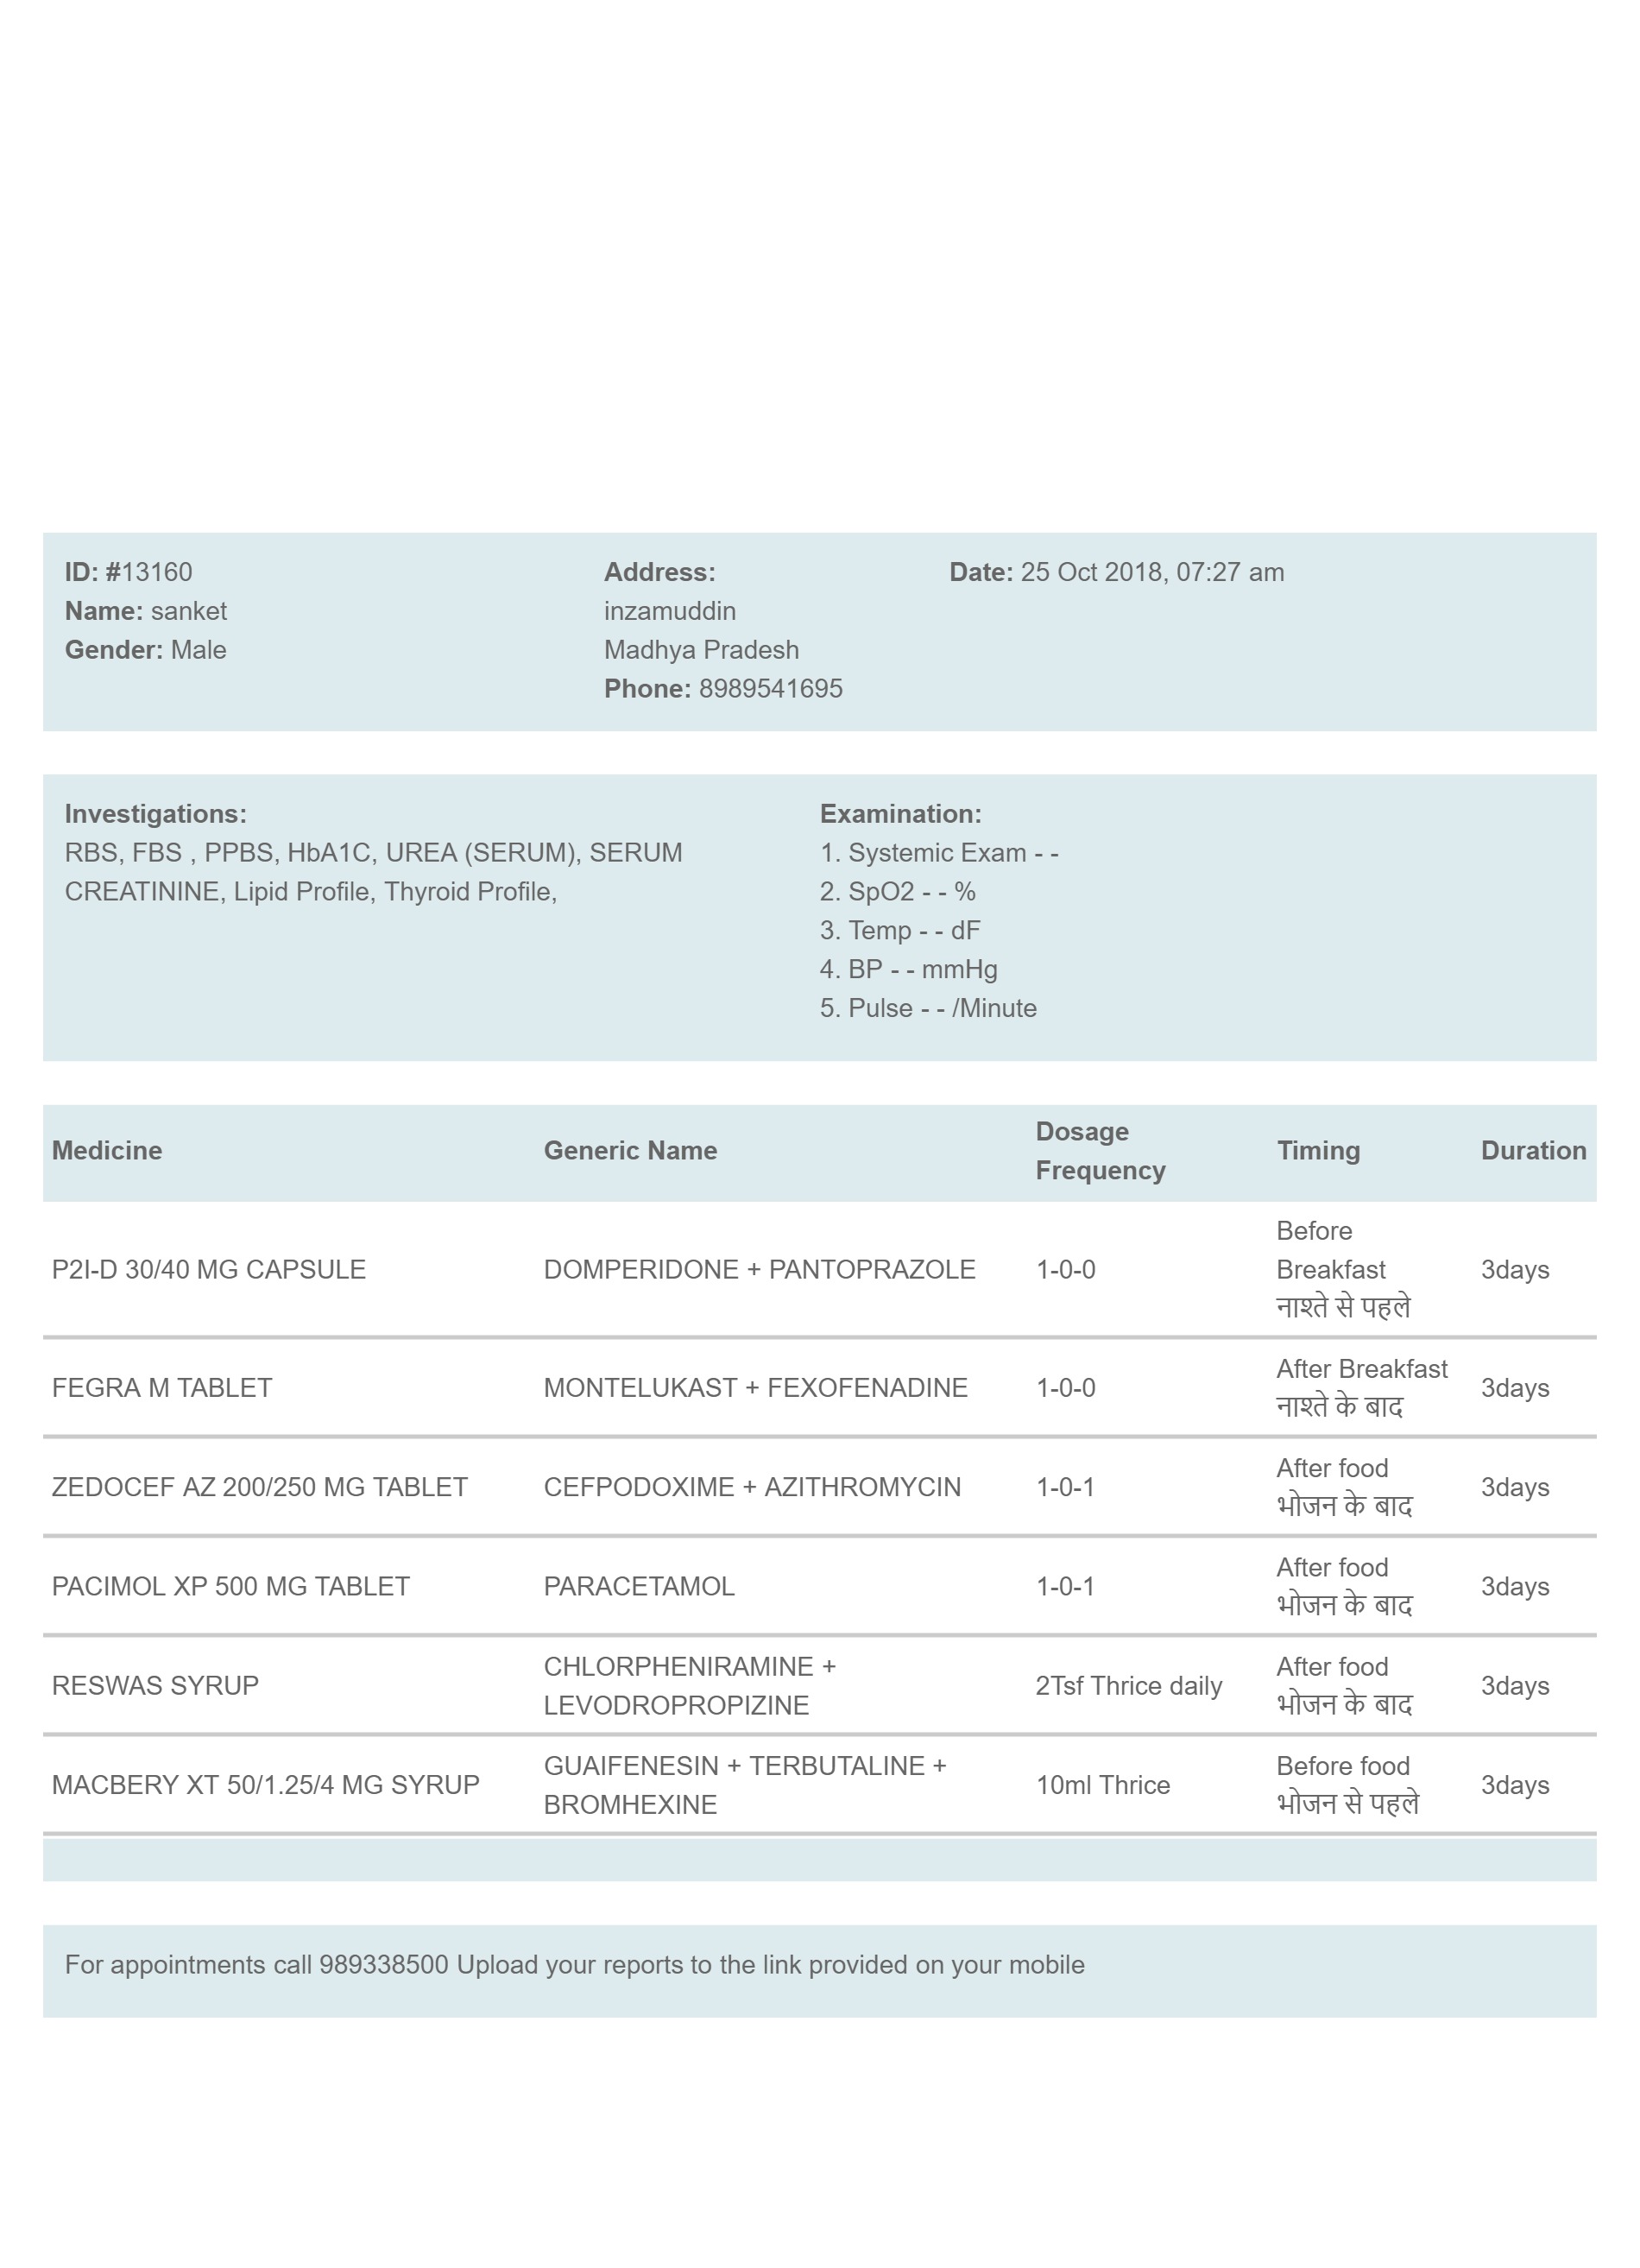 ID: #13160
Name: sanket
Gender: Male
Address:
inzamuddin
Madhya Pradesh
Phone: 8989541695
Date: 25 Oct 2018, 07:27 am
Investigations:
RBS, FBS , PPBS, HbA1C, UREA (SERUM), SERUM
CREATININE, Lipid Profile, Thyroid Profile,
Examination:
1. Systemic Exam - -
2. SpO2 - - %
3. Temp - - dF
4. BP - - mmHg
5. Pulse - - /Minute
Medicine Generic Name Dosage Frequency Timing Duration
P2I-D 30/40 MG CAPSULE DOMPERIDONE + PANTOPRAZOLE 1-0-0 Before Breakfast नाश्ते से पहले 3days
FEGRA M TABLET MONTELUKAST + FEXOFENADINE 1-0-0 After Breakfast नाश्ते के बाद 3days
ZEDOCEF AZ 200/250 MG TABLET CEFPODOXIME + AZITHROMYCIN 1-0-1 After food भोजन के बाद 3days
PACIMOL XP 500 MG TABLET PARACETAMOL 1-0-1 After food भोजन के बाद 3days
RESWAS SYRUP CHLORPHENIRAMINE + LEVODROPROPIZINE 2Tsf Thrice daily After food भोजन के बाद 3days
MACBERY XT 50/1.25/4 MG SYRUP GUAIFENESIN + TERBUTALINE + BROMHEXINE 10ml Thrice Before food भोजन से पहले 3days
For appointments call 989338500 Upload your reports to the link provided on your mobile